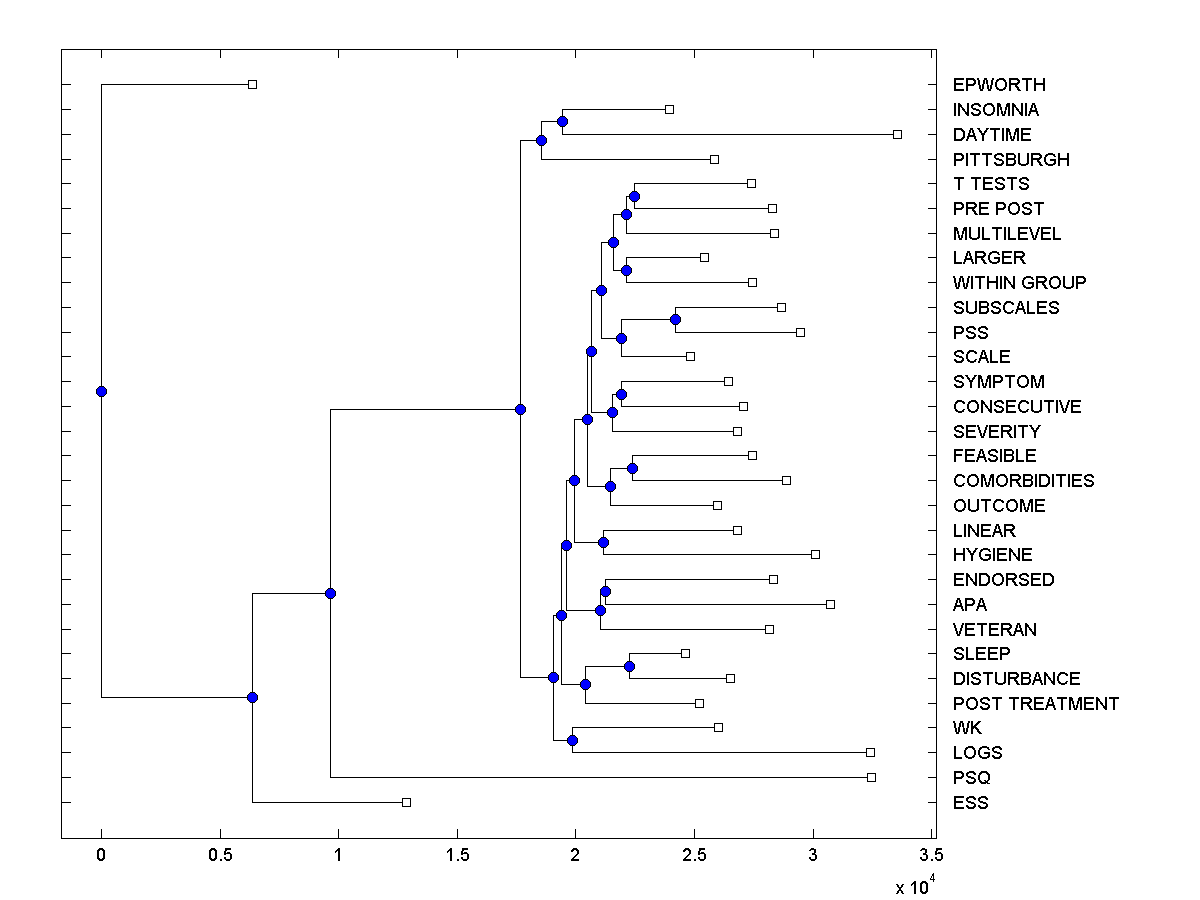 EPWORTH
INSOMNIA
DAYTIME
PITTSBURGH
T TESTS
PRE POST
MULTILEVEL
LARGER
WITHIN GROUP
SUBSCALES
PSS
SCALE
SYMPTOM
CONSECUTIVE
SEVERITY
FEASIBLE
COMORBIDITIES
OUTCOME
LINEAR
HYGIENE
ENDORSED
APA
VETERAN
SLEEP
DISTURBANCE
POST TREATMENT
WK
LOGS
PSQ
ESS
0 0.5 1 1.5 2 2.5 3 3.5
x 10^4